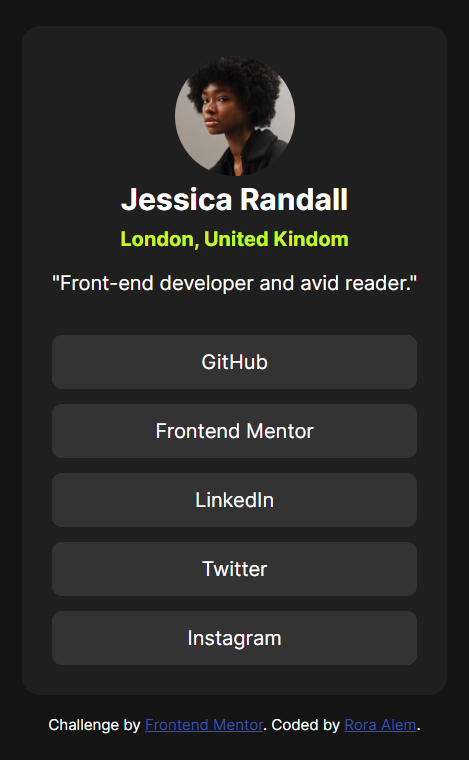 Jessica Randall
London, United Kindom
"Front-end developer and avid reader."
GitHub
Frontend Mentor
LinkedIn
Twitter
Instagram
Challenge by Frontend Mentor. Coded by Rora Alem.